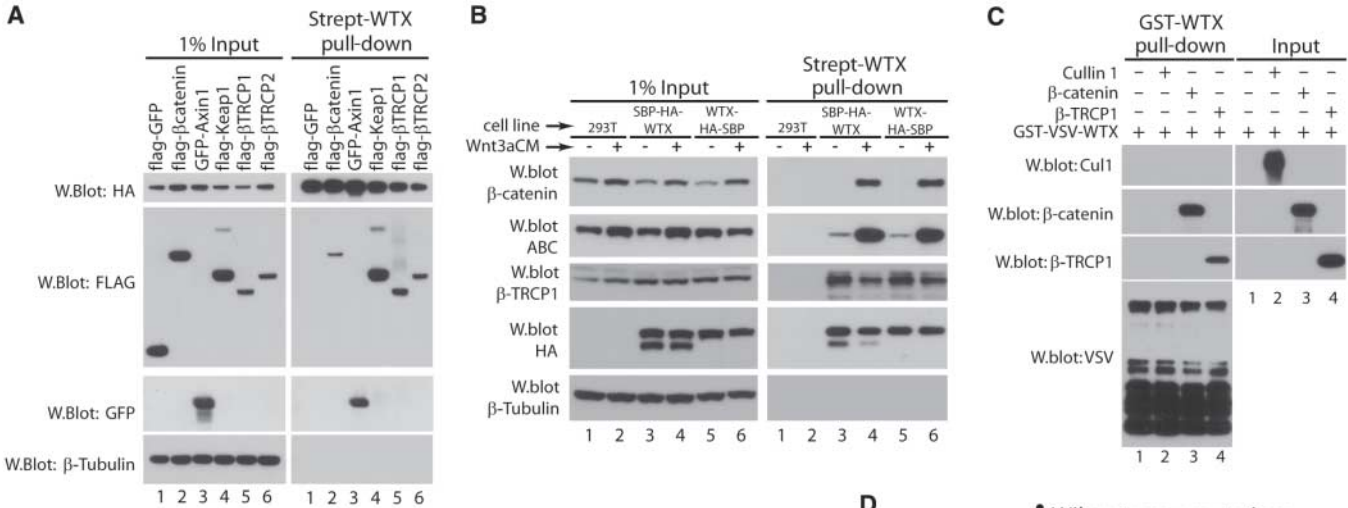 A
1% Input
Strept-WTX
pull-down
flag-GFP
flag-βcatenin
GFP-Axin1
flag-Keap1
flag-βTRCP1
flag-βTRCP2
flag-GFP
flag-βcatenin
GFP-Axin1
flag-Keap1
flag-βTRCP1
flag-βTRCP2
W.Blot: HA
W.Blot: FLAG
W.Blot: GFP
W.Blot: β-Tubulin
1 2 3 4 5 6 1 2 3 4 5 6
B
1% Input
Strept-WTX
pull-down
cell line
293T
SBP-HA-
WTX
WTX-
HA-SBP
293T
SBP-HA-
WTX
WTX-
HA-SBP
Wnt3aCM
- + - + - + - + - + - +
W.blot
β-catenin
W.blot
ABC
W.blot
β-TRCP1
W.blot
HA
W.blot
β-Tubulin
1 2 3 4 5 6 1 2 3 4 5 6
C
GST-WTX
pull-down
Input
Cullin 1 - + - - - + - -
β-catenin - - + - - - + -
β-TRCP1 - - - + - - - +
GST-VSV-WTX + + + + + + + +
W.blot:Cul1
W.blot:β-catenin
W.blot:β-TRCP1
1 2 3 4
W.blot:VSV
1 2 3 4
D